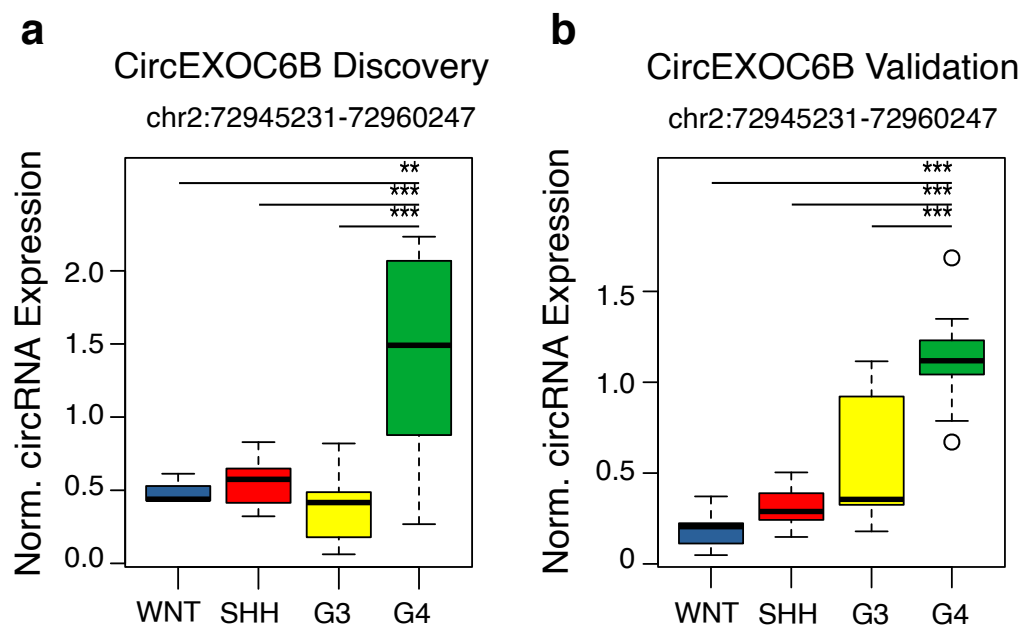 a
CircEXOC6B Discovery
chr2:72945231-72960247
Norm. circRNA Expression
**
***
***
2.0
1.5
1.0
0.5
0.0
WNT SHH G3 G4
b
CircEXOC6B Validation
chr2:72945231-72960247
Norm. circRNA Expression
***
***
***
1.5
1.0
0.5
0
WNT SHH G3 G4